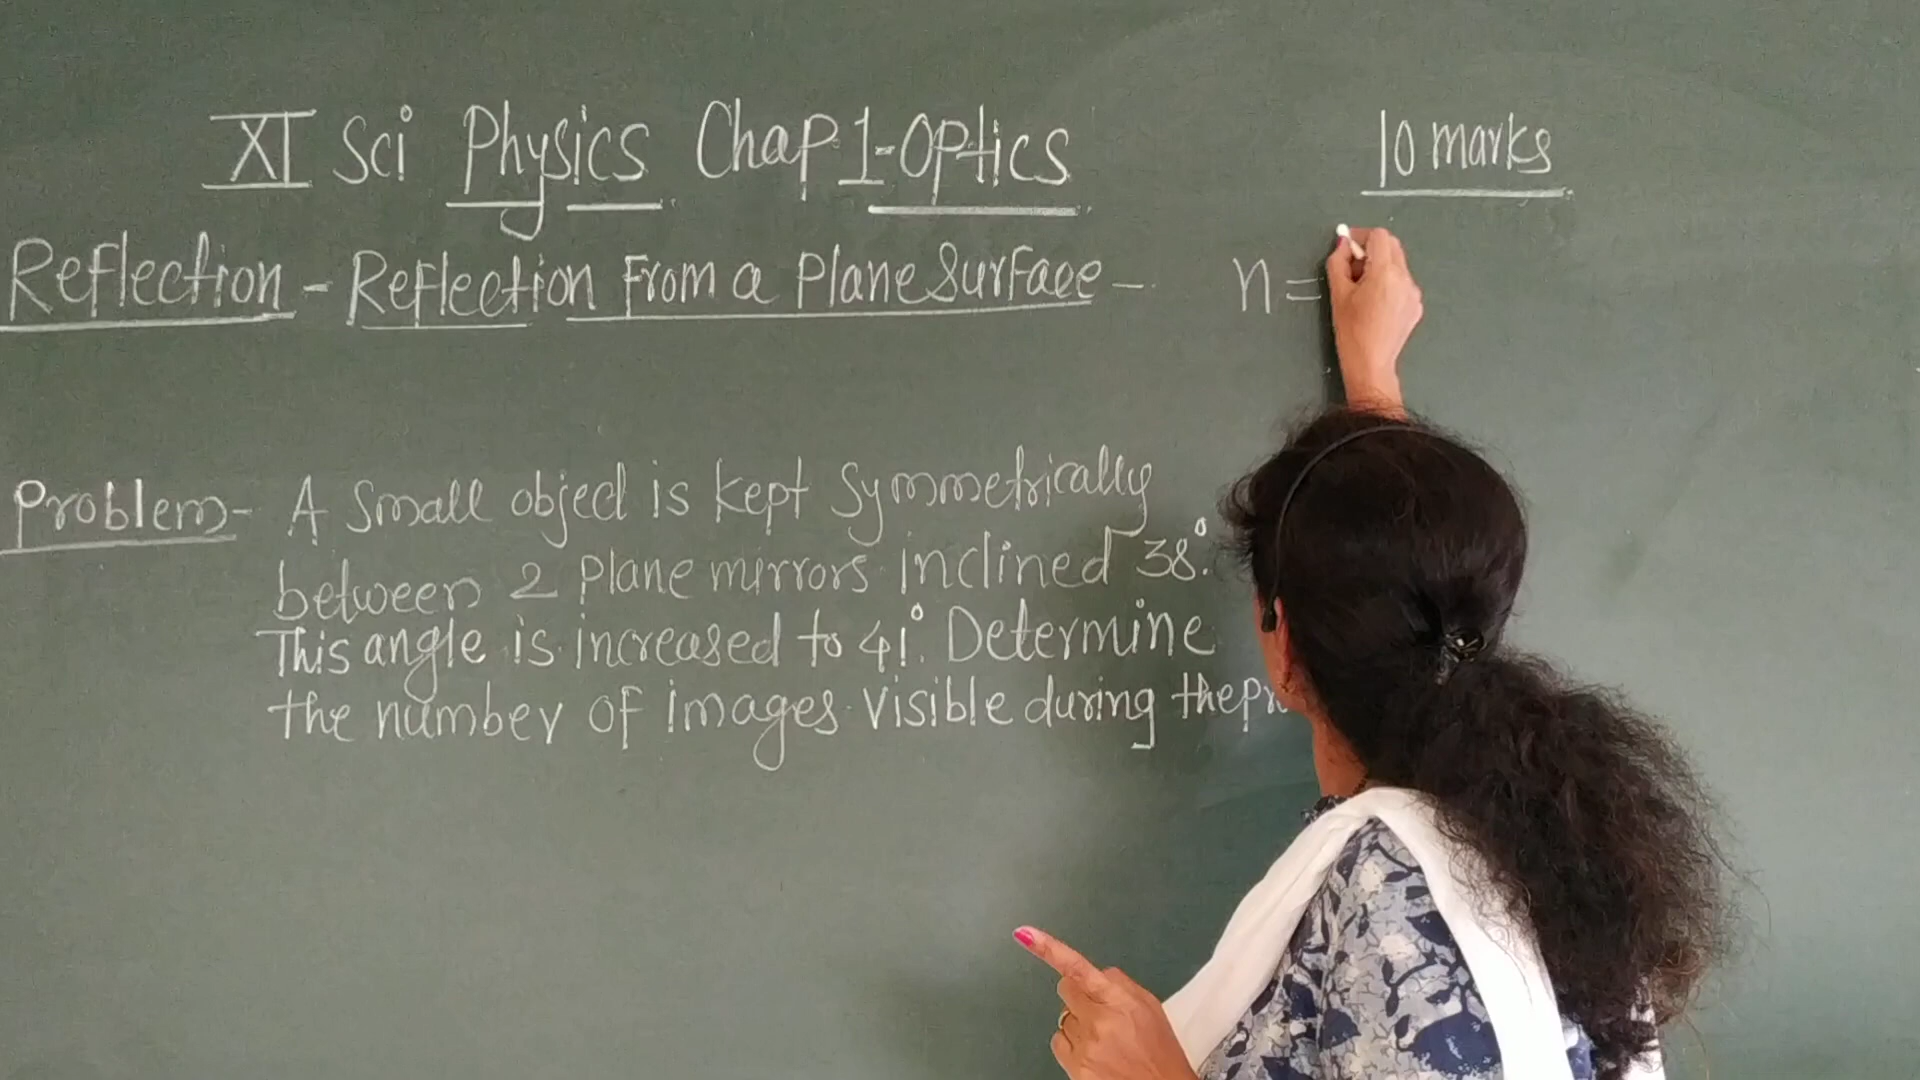 XI Sci Physics Chap 1-Optics
10 marks
Reflection - Reflection from a Plane Surface -
n =
Problem- A small object is kept symmetrically
between 2 plane mirrors inclined 38°.
This angle is increased to 41°. Determine
the number of images visible during the